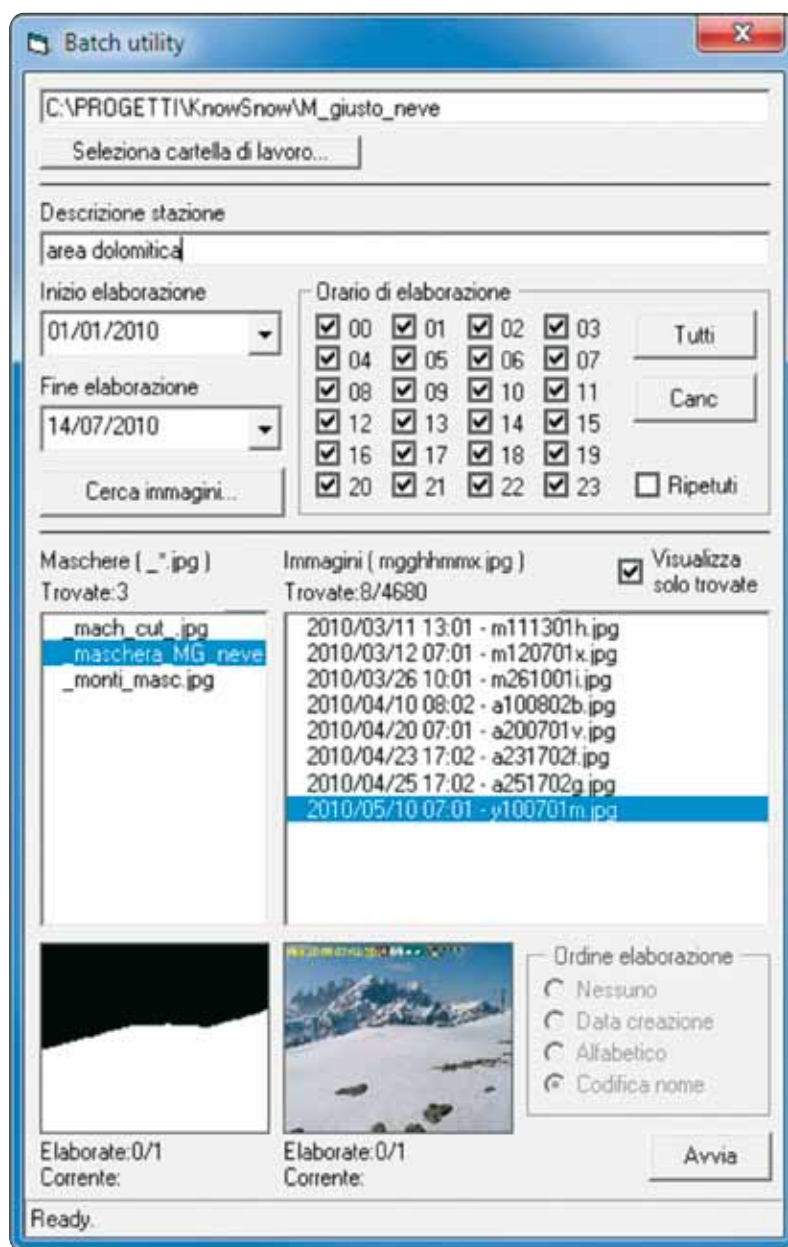 Batch utility
C:\PROGETTI\KnowSnow\M_giusto_neve
Seleziona cartella di lavoro...
Descrizione stazione
area dolomitica
Inizio elaborazione
01/01/2010
Fine elaborazione
14/07/2010
Cerca immagini...
Orario di elaborazione
00 01 02 03
04 05 06 07
08 09 10 11
12 13 14 15
16 17 18 19
20 21 22 23
Tutti
Canc
Ripetuti
Maschere ( _*.jpg )
Trovate:3
_mach_cut_.jpg
_maschera_MG_neve
_monti_masc.jpg
Immagini ( mgghhmmx.jpg )
Trovate:8/4680
Visualizza
solo trovate
2010/03/11 13:01 - m111301h.jpg
2010/03/12 07:01 - m120701x.jpg
2010/03/26 10:01 - m261001i.jpg
2010/04/10 08:02 - a100802b.jpg
2010/04/20 07:01 - a200701v.jpg
2010/04/23 17:02 - a231702f.jpg
2010/04/25 17:02 - a251702g.jpg
2010/05/10 07:01 - y100701m.jpg
Elaborate:0/1
Corrente:
Elaborate:0/1
Corrente:
Ordine elaborazione
Nessuno
Data creazione
Alfabetico
Codifica nome
Avvia
Ready.